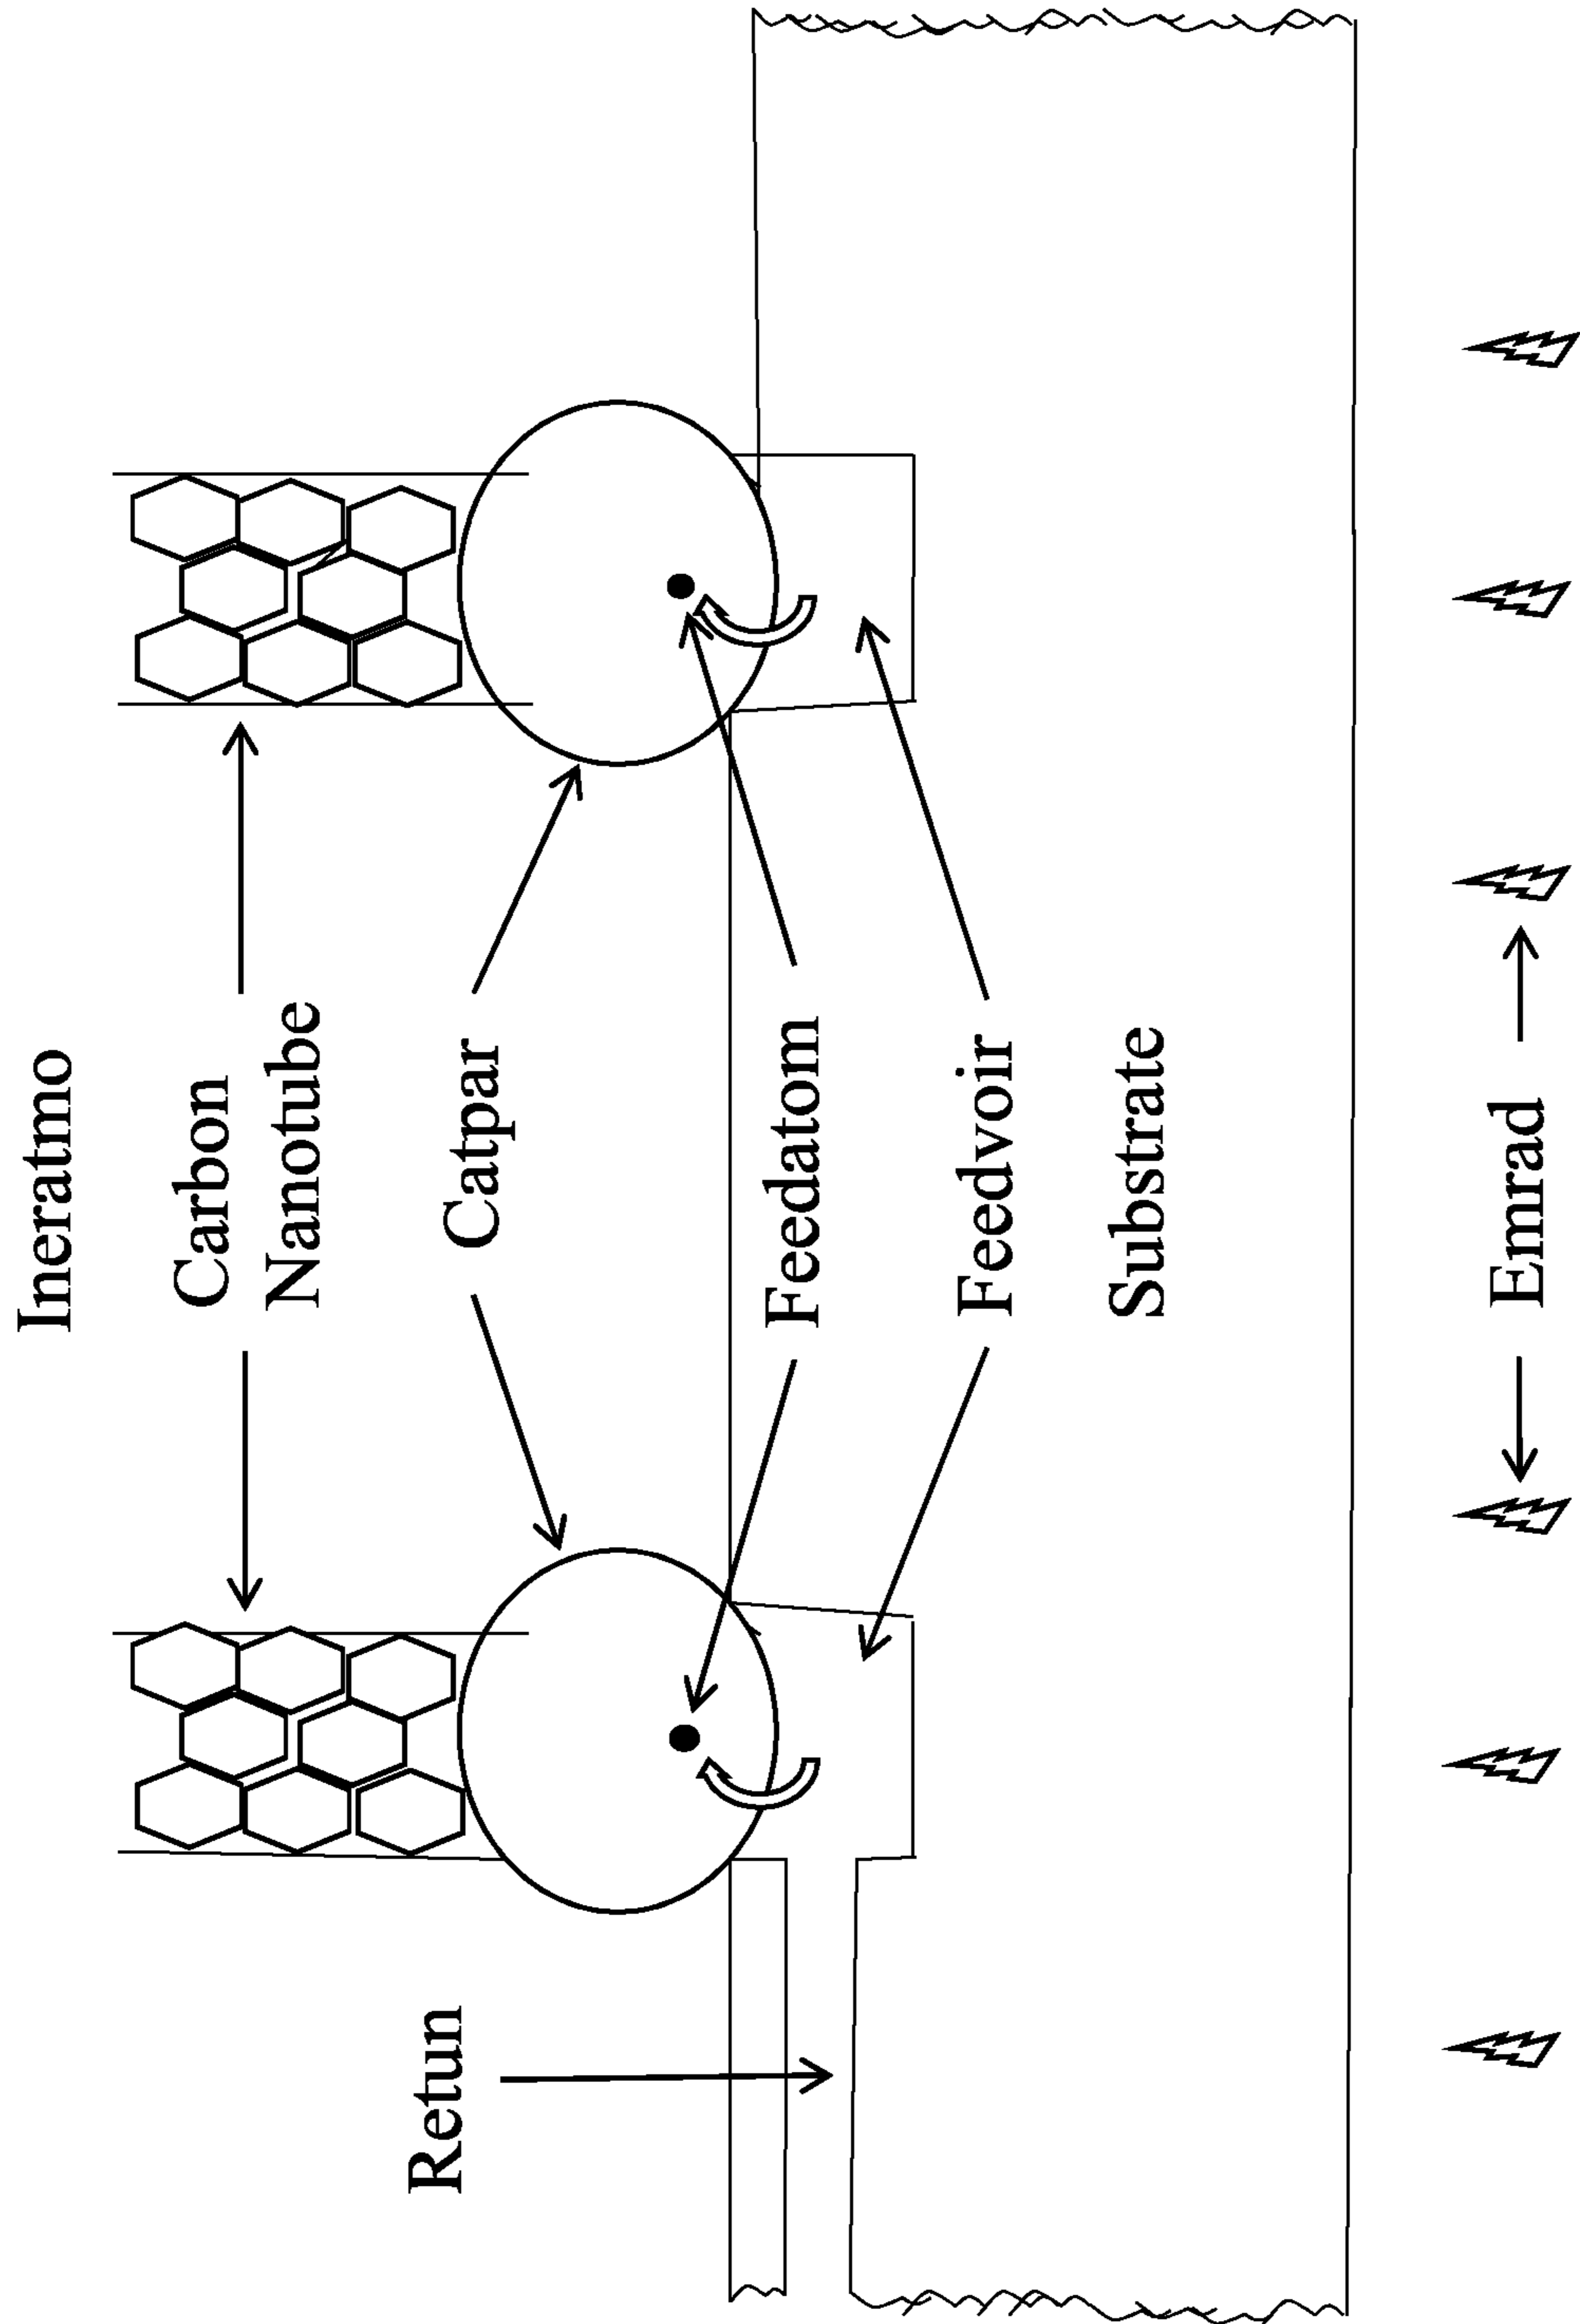 Ineratmo
Carbon
Nanotube
Catpar
Retun
Feedatom
Feedvoir
Substrate
Emrad